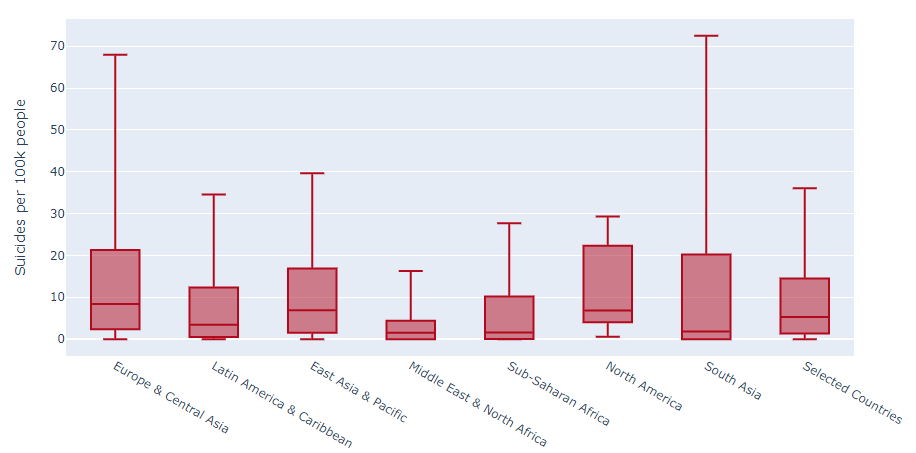 Suicides per 100k people
70
60
50
40
30
20
10
0
Europe & Central Asia
Latin America & Caribbean
East Asia & Pacific
Middle East & North Africa
Sub-Saharan Africa
North America
South Asia
Selected Countries